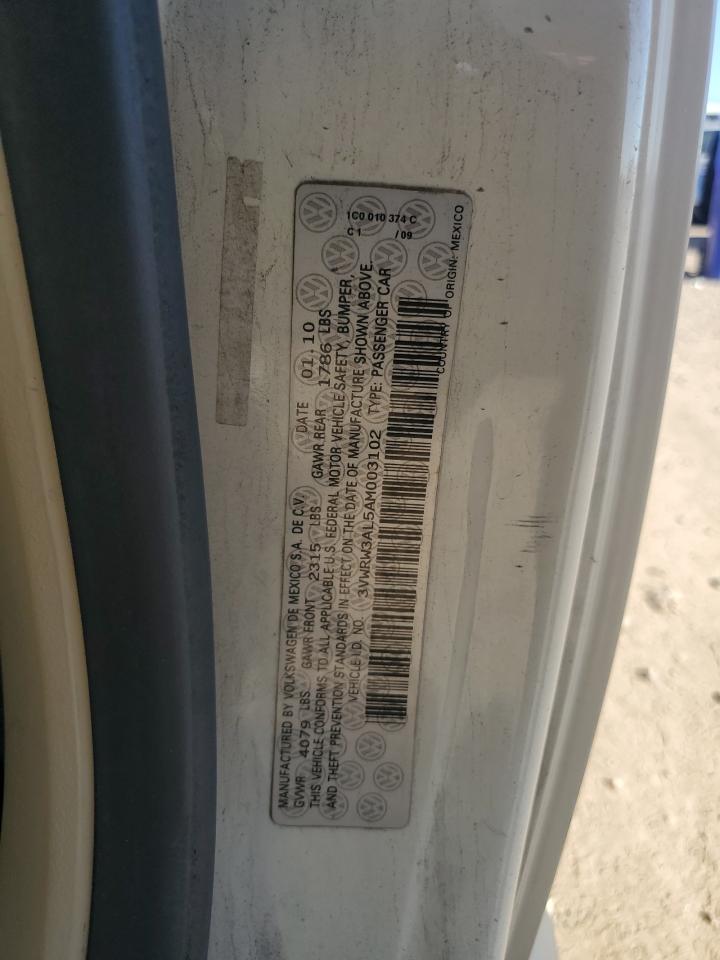 1C0 010 374 C
C1 /09
MANUFACTURED BY VOLKSWAGEN DE MEXICO S.A. DE C.V. DATE 01.10
GVWR 4079 LBS GAWR FRONT 2315 LBS GAWR REAR 1786 LBS
THIS VEHICLE CONFORMS TO ALL APPLICABLE U.S. FEDERAL MOTOR VEHICLE SAFETY, BUMPER,
AND THEFT PREVENTION STANDARDS IN EFFECT ON THE DATE OF MANUFACTURE SHOWN ABOVE.
VEHICLE I.D. NO. 3VWRW3AL5AM003102 TYPE: PASSENGER CAR
COUNTRY OF ORIGIN: MEXICO